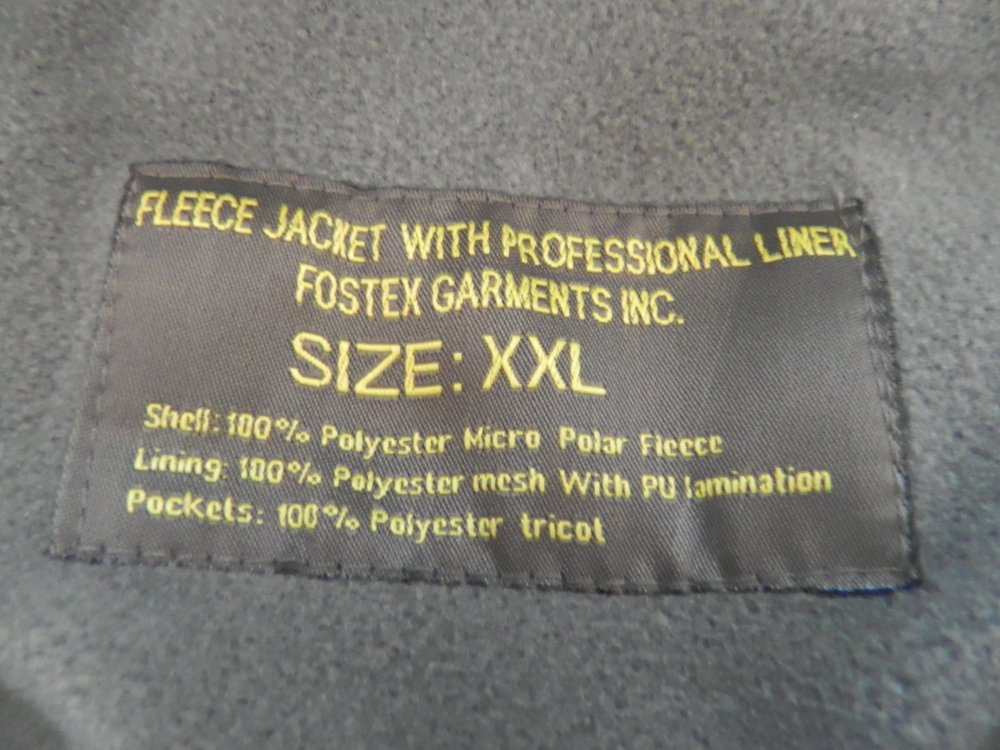 FLEECE JACKET WITH PROFESSIONAL LINER
FOSTEX GARMENTS INC.
SIZE: XXL
Shell: 100% Polyester Micro Polar Fleece
Lining: 100% Polyester mesh With PU lamination
Pockets: 100% Polyester tricot